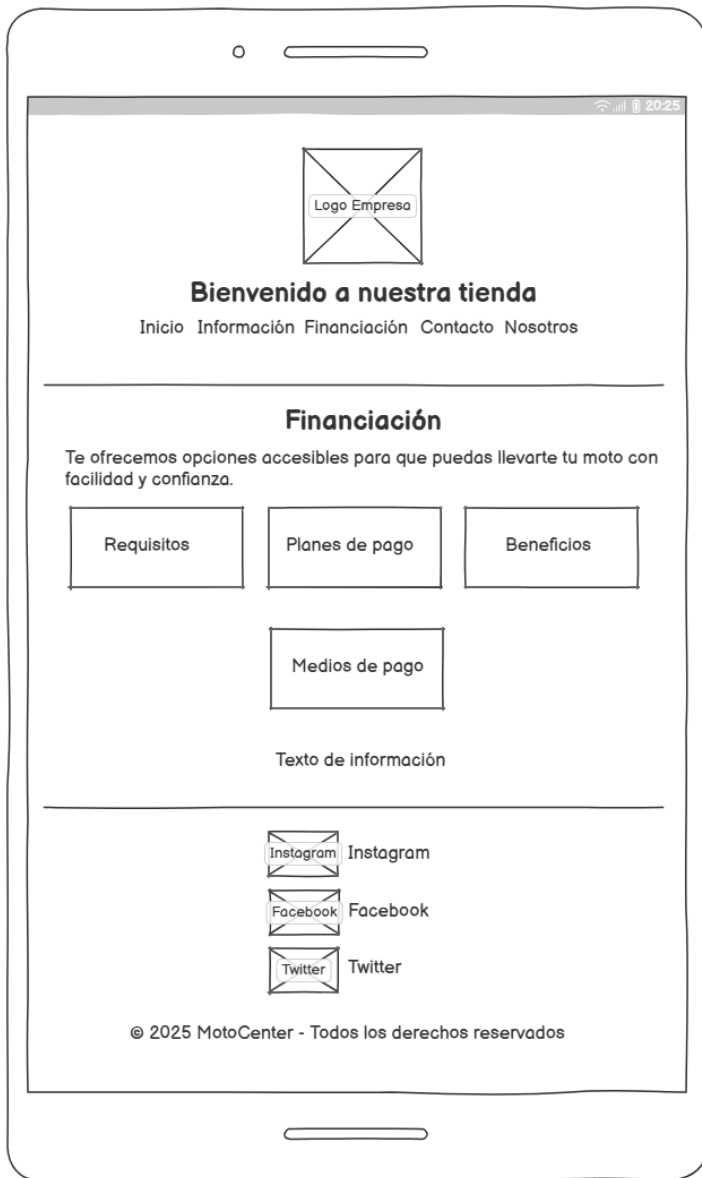 20:25
Logo Empresa
Bienvenido a nuestra tienda
Inicio Información Financiación Contacto Nosotros
Financiación
Te ofrecemos opciones accesibles para que puedas llevarte tu moto con
facilidad y confianza.
Requisitos Planes de pago Beneficios
Medios de pago
Texto de información
Instagram Instagram
Facebook Facebook
Twitter Twitter
© 2025 MotoCenter - Todos los derechos reservados